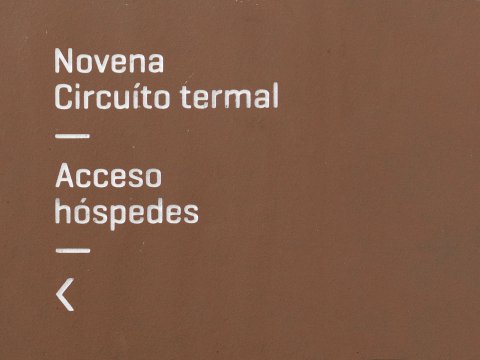 Novena
Circuíto termal
Acceso
hóspedes